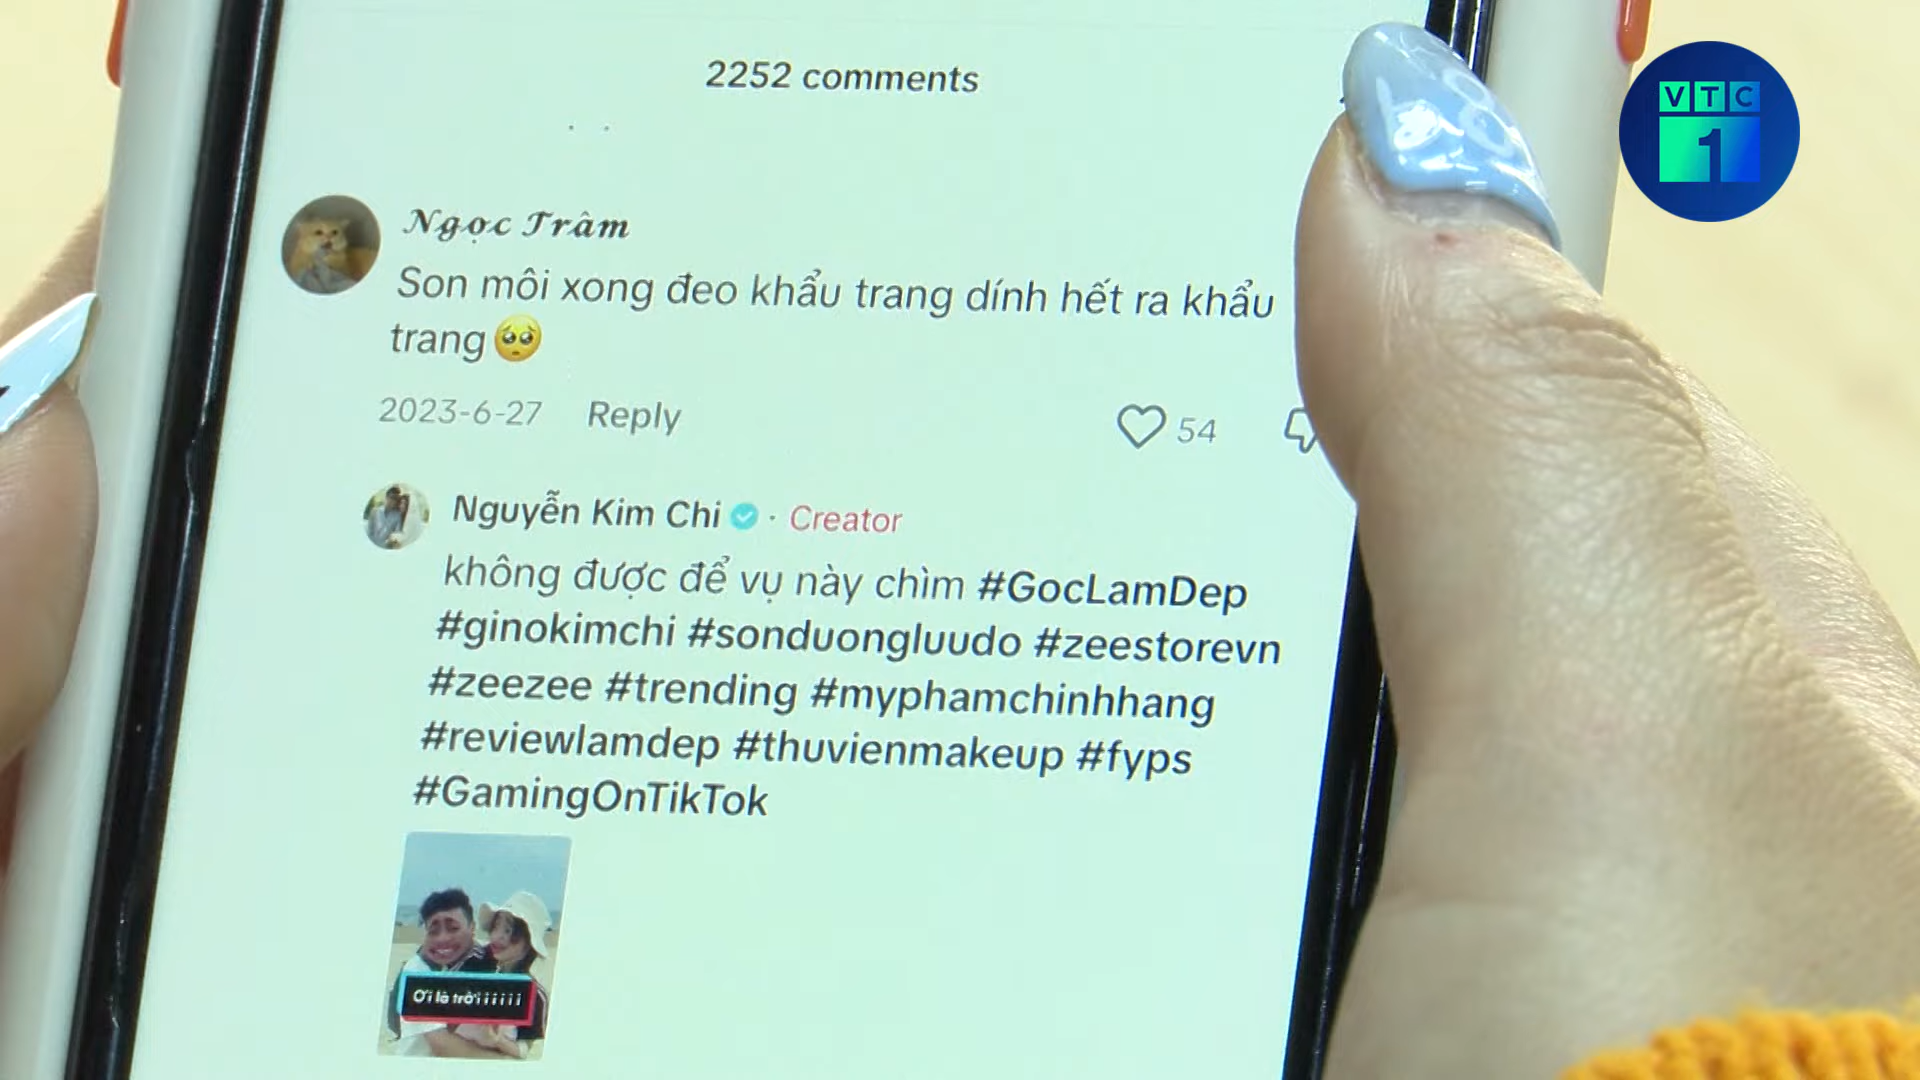 2252 comments
VTC
1
Ngọc Trâm
Son môi xong đeo khẩu trang dính hết ra khẩu
trang🥺
2023-6-27 Reply
54
Nguyễn Kim Chi · Creator
không được để vụ này chìm #GocLamDep
#ginokimchi #sonduongluudo #zeestorevn
#zeezee #trending #myphamchinhhang
#reviewlamdep #thuvienmakeup #fyps
#GamingOnTikTok
Ơi là trờiiiiiii